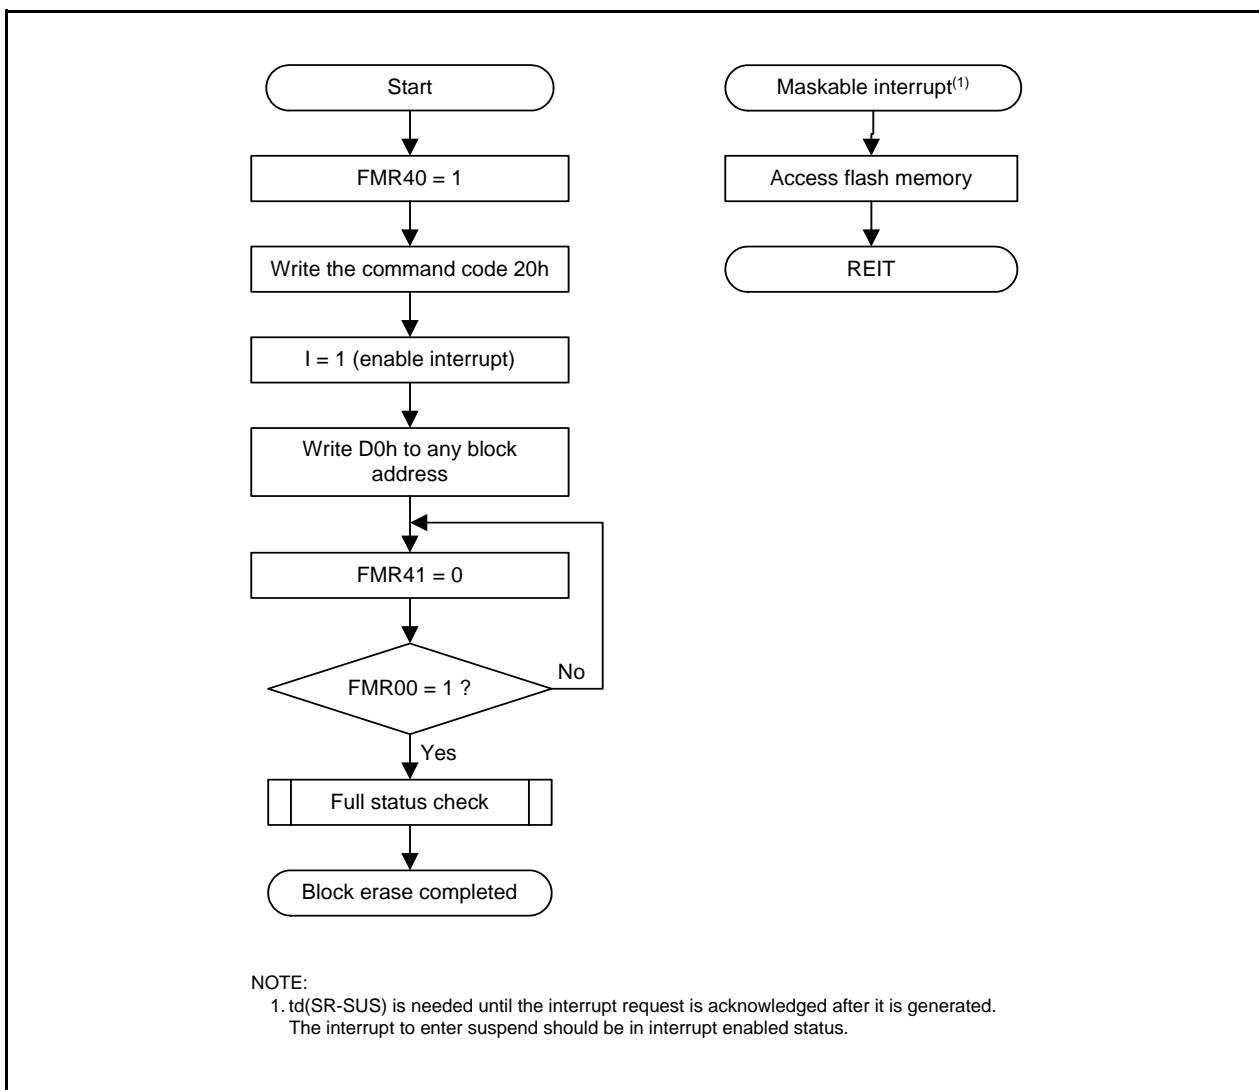 Start
FMR40 = 1
Write the command code 20h
I = 1 (enable interrupt)
Write D0h to any block
address
FMR41 = 0
FMR00 = 1 ?
No
Yes
Full status check
Block erase completed
Maskable interrupt(1)
Access flash memory
REIT
NOTE:
1. td(SR-SUS) is needed until the interrupt request is acknowledged after it is generated.
The interrupt to enter suspend should be in interrupt enabled status.